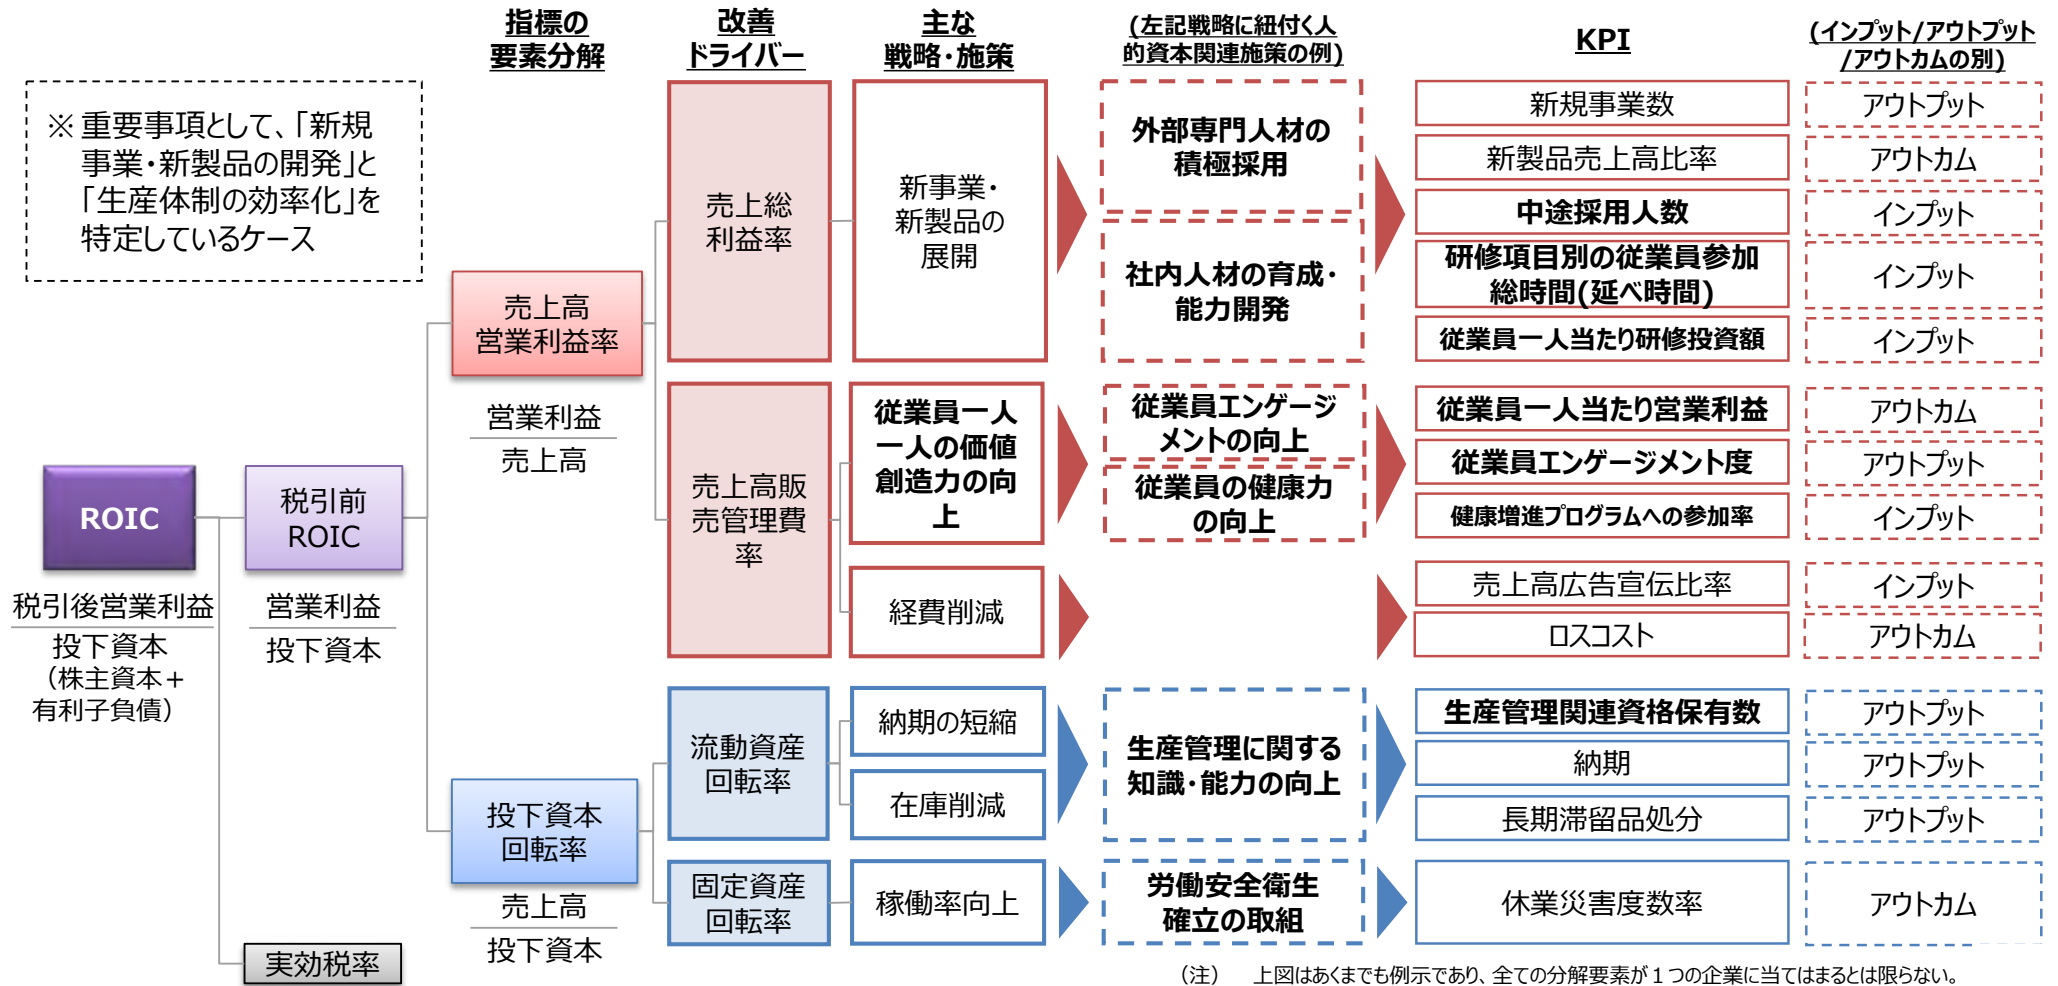 指標の
要素分解
改善
ドライバー
主な
戦略・施策
(左記戦略に紐付く人
的資本関連施策の例)
KPI
(インプット/アウトプット
/アウトカムの別)
※ 重要事項として、「新規
事業・新製品の開発」と
「生産体制の効率化」を
特定しているケース
ROIC
税引後営業利益
投下資本
（株主資本＋
有利子負債）
税引前
ROIC
営業利益
投下資本
実効税率
売上高
営業利益率
営業利益
売上高
投下資本
回転率
売上高
投下資本
売上総
利益率
売上高販
売管理費
率
流動資産
回転率
固定資産
回転率
新事業・
新製品の
展開
従業員一人
一人の価値
創造力の向
上
経費削減
納期の短縮
在庫削減
稼働率向上
外部専門人材の
積極採用
社内人材の育成・
能力開発
従業員エンゲージ
メントの向上
従業員の健康力
の向上
生産管理に関する
知識・能力の向上
労働安全衛生
確立の取組
新規事業数
アウトプット
新製品売上高比率
アウトカム
中途採用人数
インプット
研修項目別の従業員参加
総時間(延べ時間)
インプット
従業員一人当たり研修投資額
インプット
従業員一人当たり営業利益
アウトカム
従業員エンゲージメント度
アウトプット
健康増進プログラムへの参加率
インプット
売上高広告宣伝比率
インプット
ロスコスト
アウトカム
生産管理関連資格保有数
アウトプット
納期
アウトプット
長期滞留品処分
アウトプット
休業災害度数率
アウトカム
（注） 上図はあくまでも例示であり、全ての分解要素が１つの企業に当てはまるとは限らない。